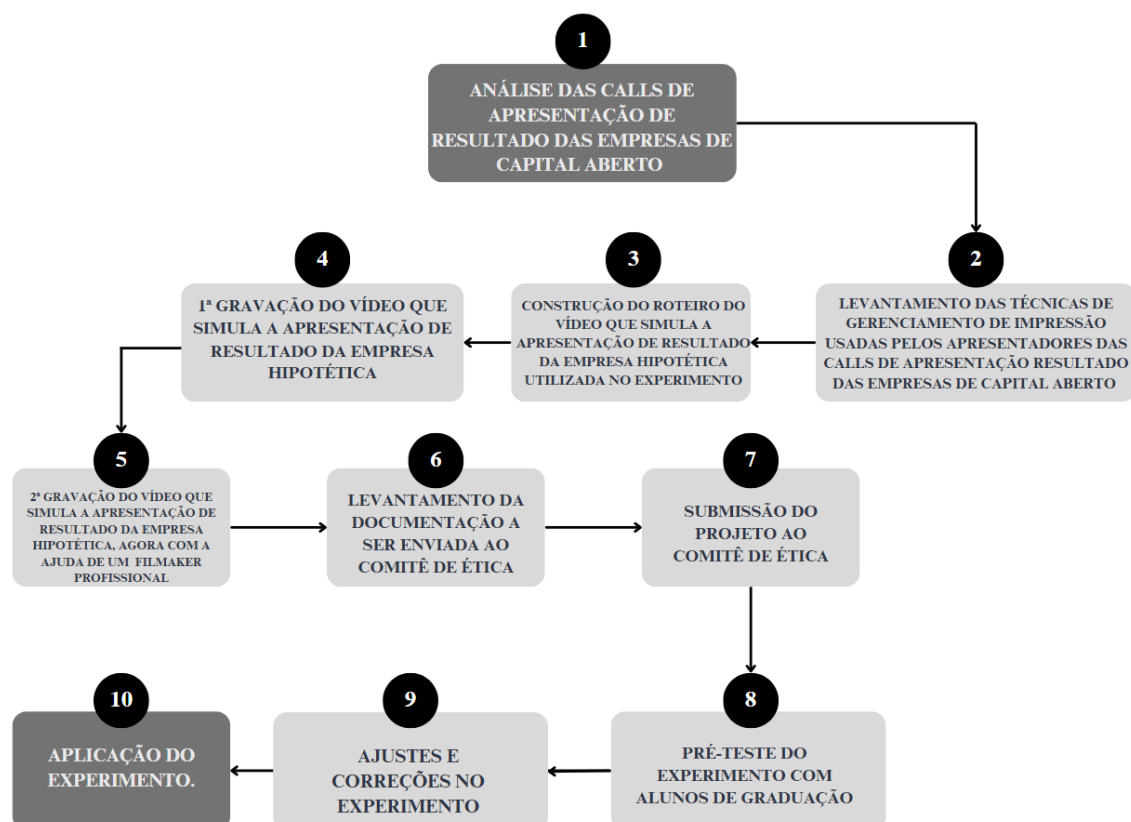 1
ANÁLISE DAS CALLS DE
APRESENTAÇÃO DE
RESULTADO DAS EMPRESAS DE
CAPITAL ABERTO
2
LEVANTAMENTO DAS TÉCNICAS DE
GERENCIAMENTO DE IMPRESSÃO
USADAS PELOS APRESENTADORES DAS
CALLS DE APRESENTAÇÃO RESULTADO
DAS EMPRESAS DE CAPITAL ABERTO
3
CONSTRUÇÃO DO ROTEIRO DO
VÍDEO QUE SIMULA A
APRESENTAÇÃO DE RESULTADO
DA EMPRESA HIPOTÉTICA
UTILIZADA NO EXPERIMENTO
4
1ª GRAVAÇÃO DO VÍDEO QUE
SIMULA A APRESENTAÇÃO DE
RESULTADO DA EMPRESA
HIPOTÉTICA
5
2ª GRAVAÇÃO DO VÍDEO QUE
SIMULA A APRESENTAÇÃO DE
RESULTADO DA EMPRESA
HIPOTÉTICA, AGORA COM A
AJUDA DE UM FILMAKER
PROFISSIONAL
6
LEVANTAMENTO DA
DOCUMENTAÇÃO A
SER ENVIADA AO
COMITÊ DE ÉTICA
7
SUBMISSÃO DO
PROJETO AO
COMITÊ DE ÉTICA
8
PRÉ-TESTE DO
EXPERIMENTO COM
ALUNOS DE GRADUAÇÃO
9
AJUSTES E
CORREÇÕES NO
EXPERIMENTO
10
APLICAÇÃO DO
EXPERIMENTO.